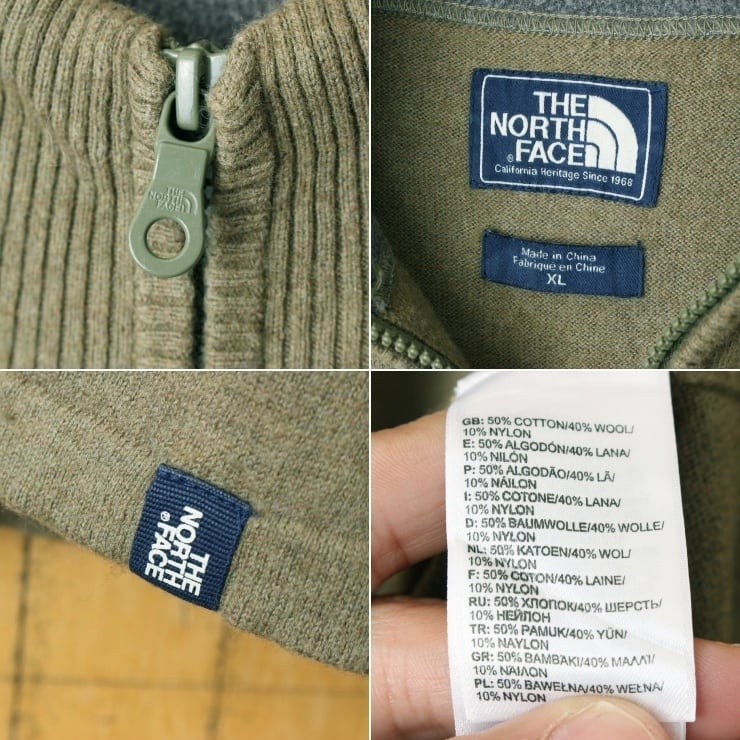 THE
NORTH
FACE
THE
NORTH
FACE
®
California Heritage Since 1968
Made in China
Fabriqué en Chine
XL
THE
NORTH
FACE
®
GB: 50% COTTON/40% WOOL/
10% NYLON
E: 50% ALGODÓN/40% LANA/
10% NILÓN
P: 50% ALGODÃO/40% LÃ/
10% NÁILON
I: 50% COTONE/40% LANA/
10% NYLON
D: 50% BAUMWOLLE/40% WOLLE/
10% NYLON
NL: 50% KATOEN/40% WOL/
10% NYLON
F: 50% COTON/40% LAINE/
10% NYLON
RU: 50% ХЛОПОК/40% ШЕРСТЬ/
10% НЕЙЛОН
TR: 50% PAMUK/40% YÜN/
10% NAYLON
GR: 50% ΒΑΜΒΑΚΙ/40% ΜΑΛΛΙ/
10% ΝΑΪΛΟΝ
PL: 50% BAWEŁNA/40% WEŁNA/
10% NYLON